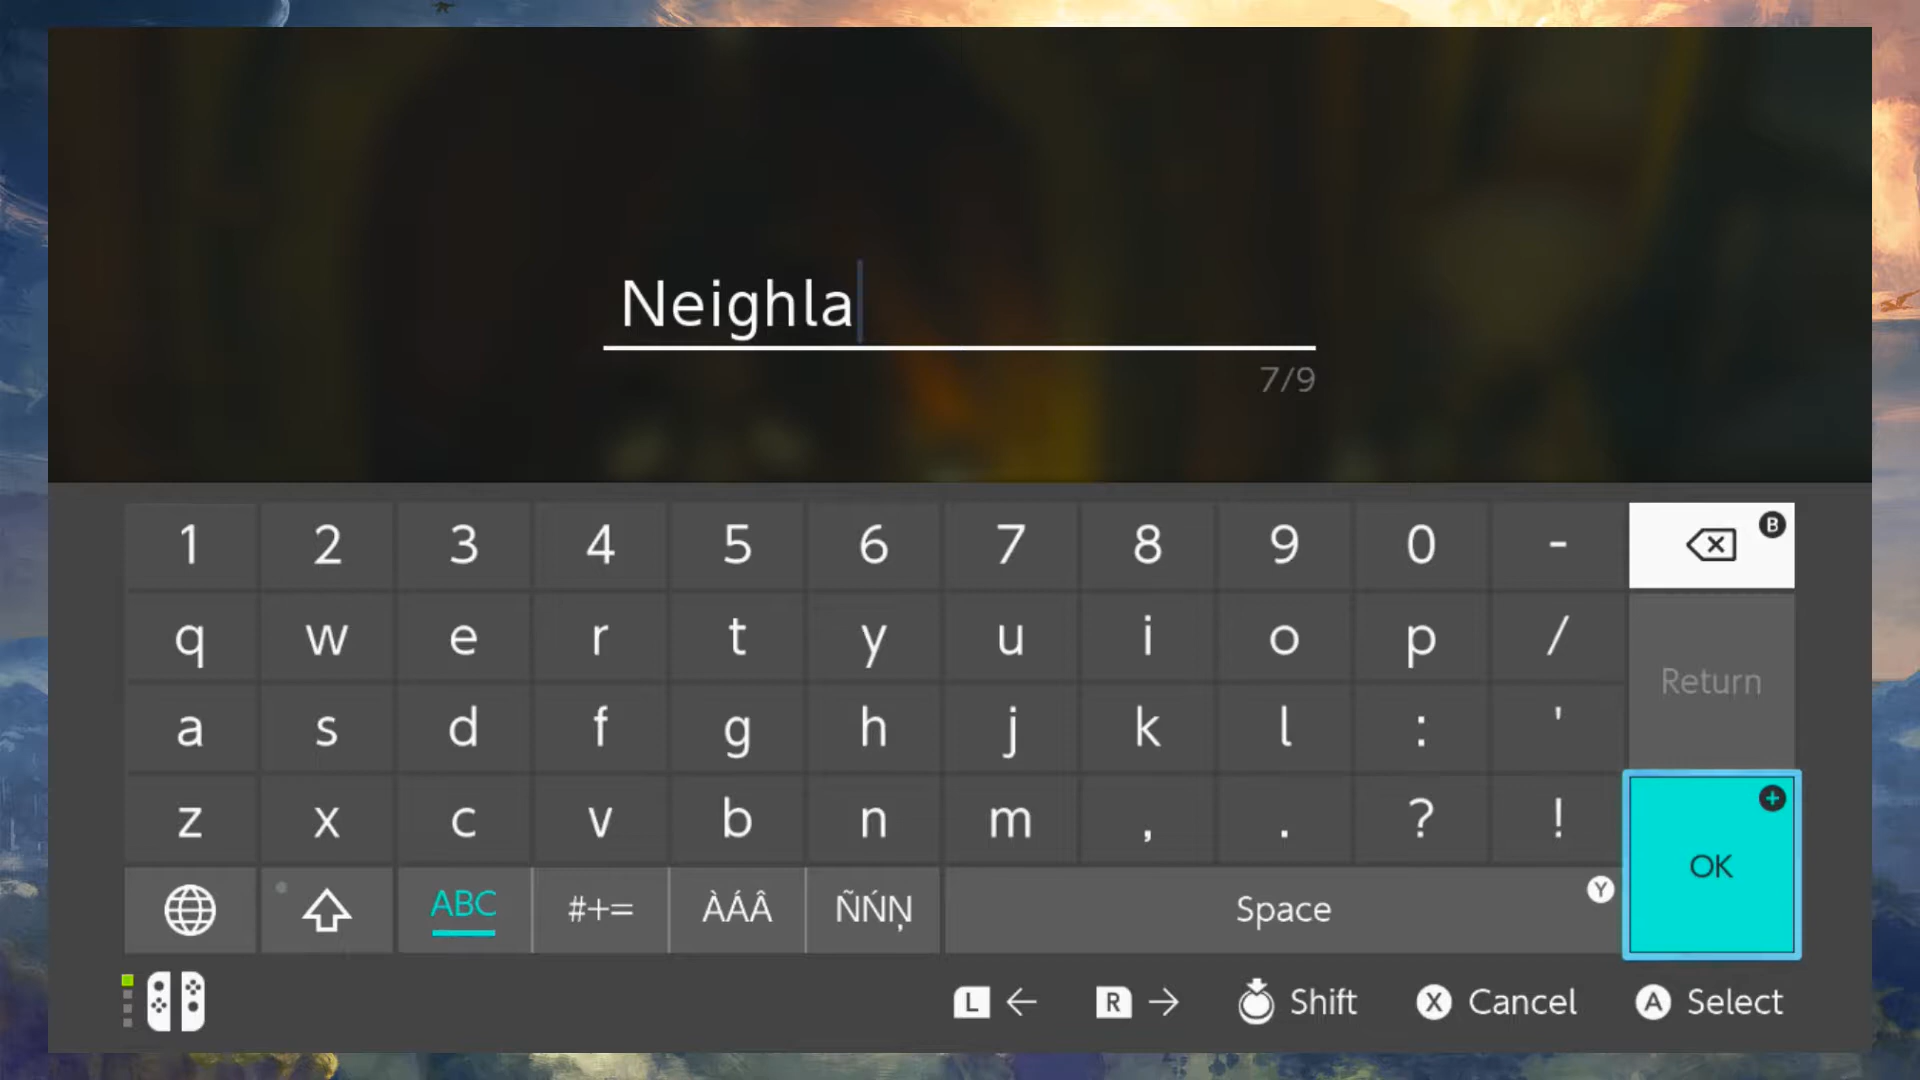 Neighla
7/9
1 2 3 4 5 6 7 8 9 0 - B
q w e r t y u i o p / Return
a s d f g h j k l : '
z x c v b n m , . ? ! + OK
ABC #+= ÀÁÂ ÑŃŅ Space Y
L ← R → Shift X Cancel A Select